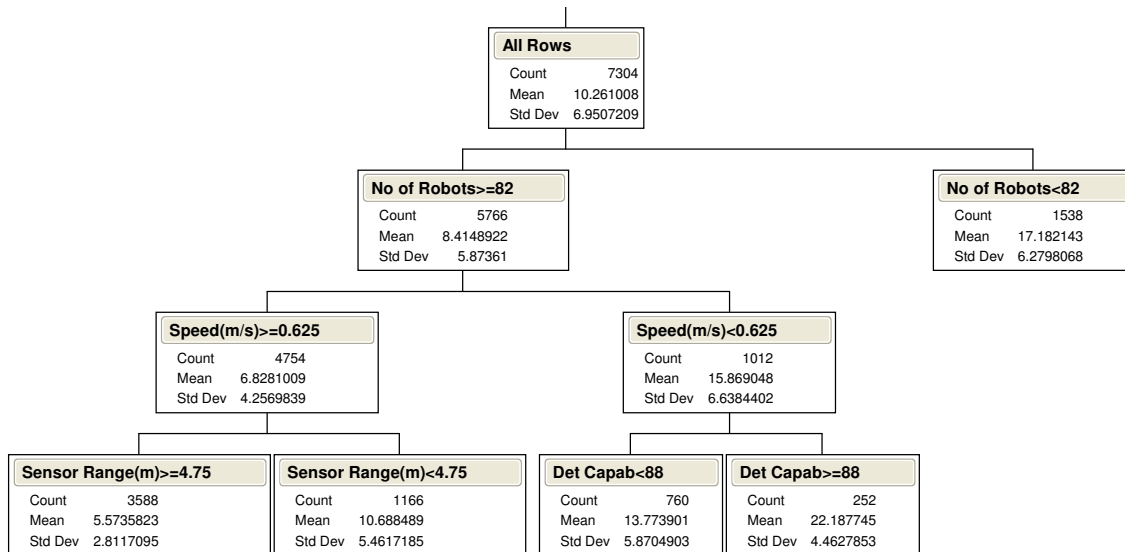 All Rows
Count 7304
Mean 10.261008
Std Dev 6.9507209
No of Robots>=82
Count 5766
Mean 8.4148922
Std Dev 5.87361
No of Robots<82
Count 1538
Mean 17.182143
Std Dev 6.2798068
Speed(m/s)>=0.625
Count 4754
Mean 6.8281009
Std Dev 4.2569839
Speed(m/s)<0.625
Count 1012
Mean 15.869048
Std Dev 6.6384402
Sensor Range(m)>=4.75
Count 3588
Mean 5.5735823
Std Dev 2.8117095
Sensor Range(m)<4.75
Count 1166
Mean 10.688489
Std Dev 5.4617185
Det Capab<88
Count 760
Mean 13.773901
Std Dev 5.8704903
Det Capab>=88
Count 252
Mean 22.187745
Std Dev 4.4627853